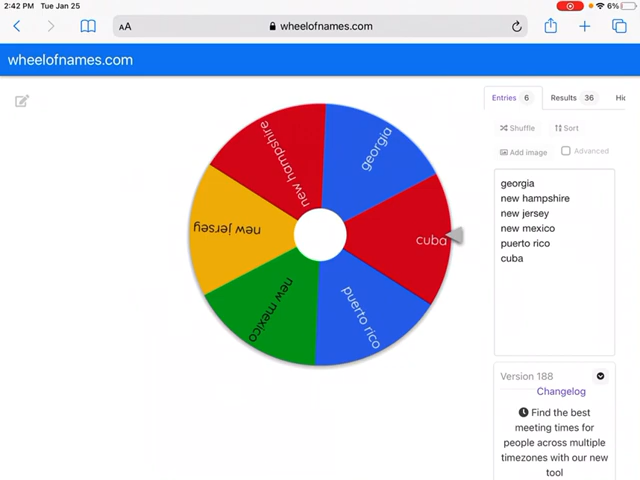 2:42 PM Tue Jan 25
6%
AA
wheelofnames.com
wheelofnames.com
Entries 6
Results 36
Hi
Shuffle
Sort
Add image
Advanced
georgia
new hampshire
new jersey
new mexico
puerto rico
cuba
new hampshire
georgia
new jersey
cuba
new mexico
puerto rico
Version 188
Changelog
Find the best
meeting times for
people across multiple
timezones with our new
tool